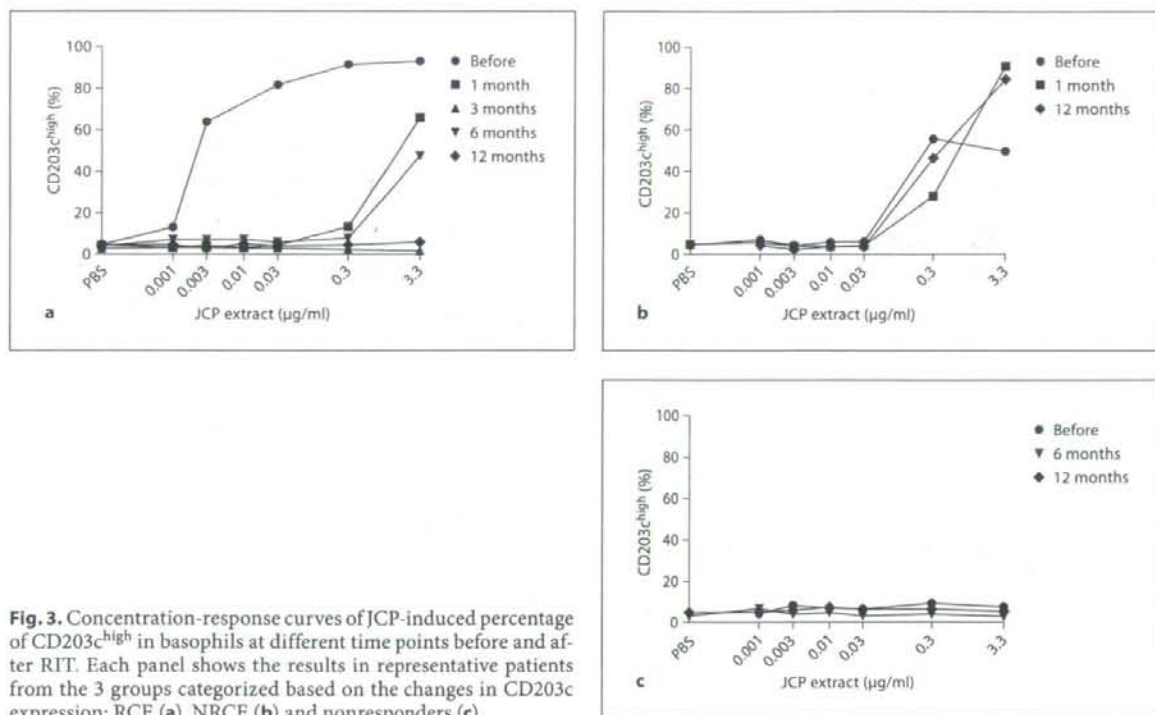 100
80
60
40
20
0
CD203c^high (%)
PBS
0.001
0.003
0.01
0.03
0.3
3.3
JCP extract (µg/ml)
Before
1 month
3 months
6 months
12 months
a
100
80
60
40
20
0
CD203c^high (%)
PBS
0.001
0.003
0.01
0.03
0.3
3.3
JCP extract (µg/ml)
Before
1 month
12 months
b
100
80
60
40
20
0
CD203c^high (%)
PBS
0.001
0.003
0.01
0.03
0.3
3.3
JCP extract (µg/ml)
Before
6 months
12 months
c
Fig. 3. Concentration-response curves of JCP-induced percentage
of CD203c^high in basophils at different time points before and af-
ter RIT. Each panel shows the results in representative patients
from the 3 groups categorized based on the changes in CD203c
expression: RCE (a), NRCE (b) and nonresponders (c).